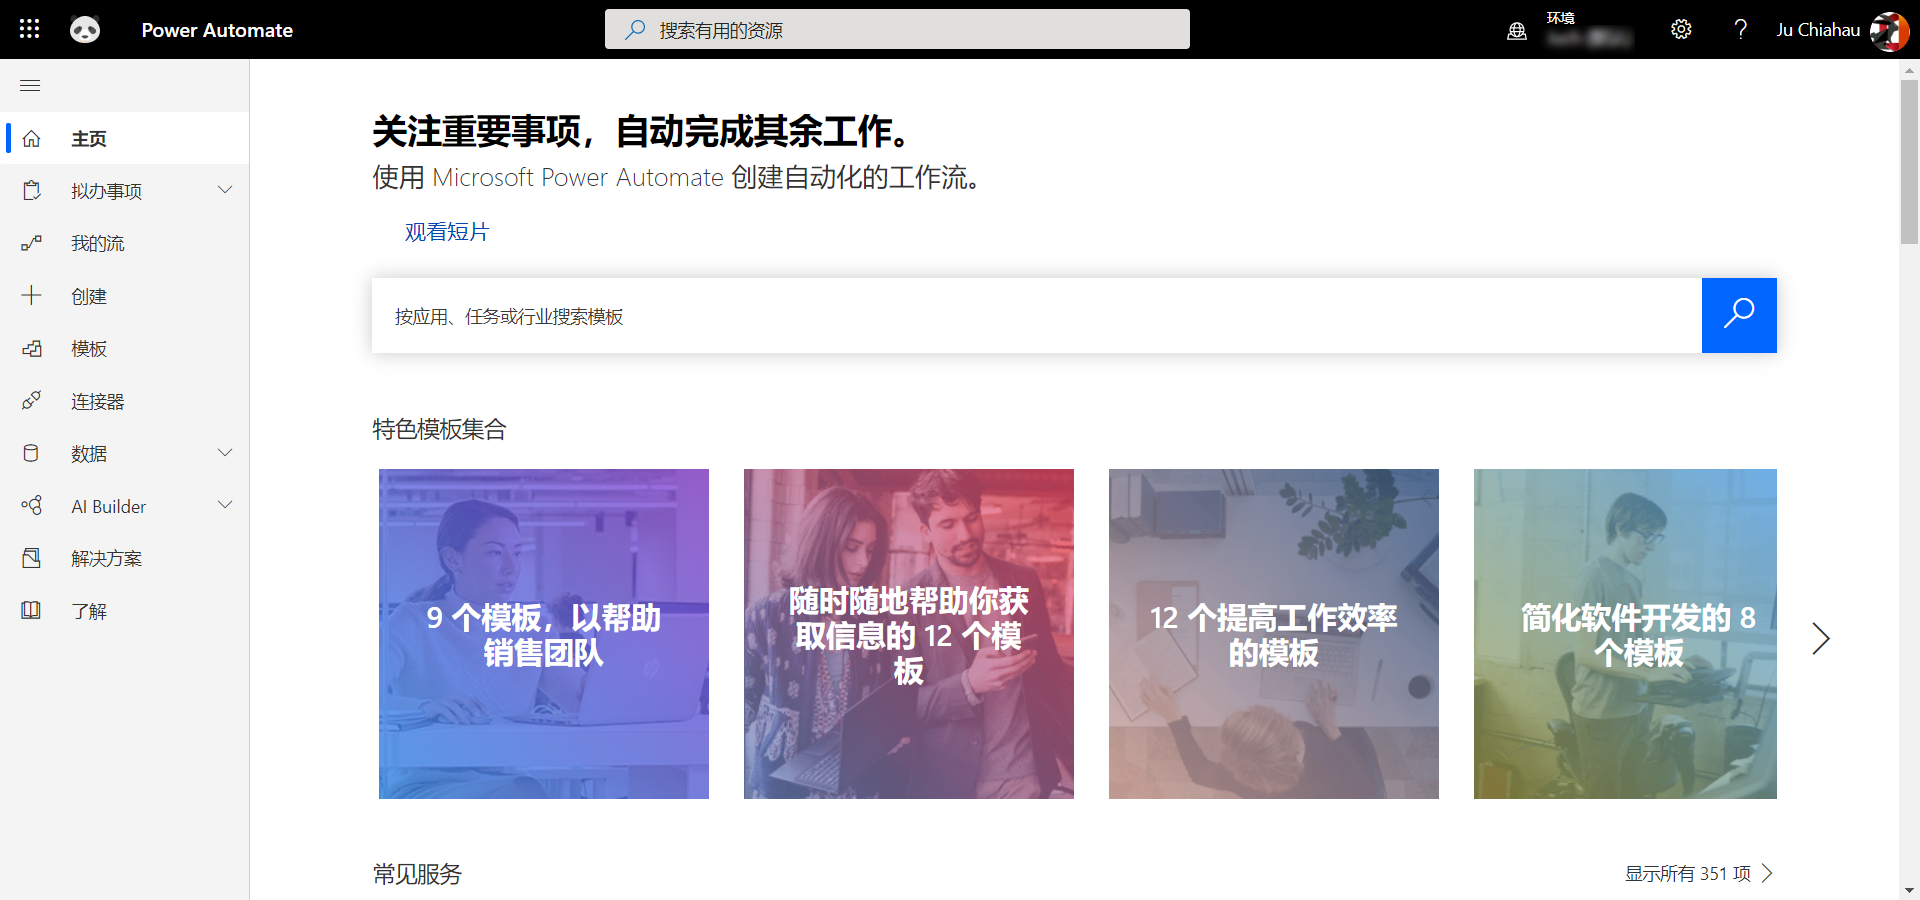 Power Automate
搜索有用的资源
环境
Ju Chiahau
主页
拟办事项
我的流
创建
模板
连接器
数据
AI Builder
解决方案
了解
关注重要事项，自动完成其余工作。
使用 Microsoft Power Automate 创建自动化的工作流。
观看短片
按应用、任务或行业搜索模板
特色模板集合
9 个模板，以帮助
销售团队
随时随地帮助你获
取信息的 12 个模
板
12 个提高工作效率
的模板
简化软件开发的 8
个模板
常见服务
显示所有 351 项